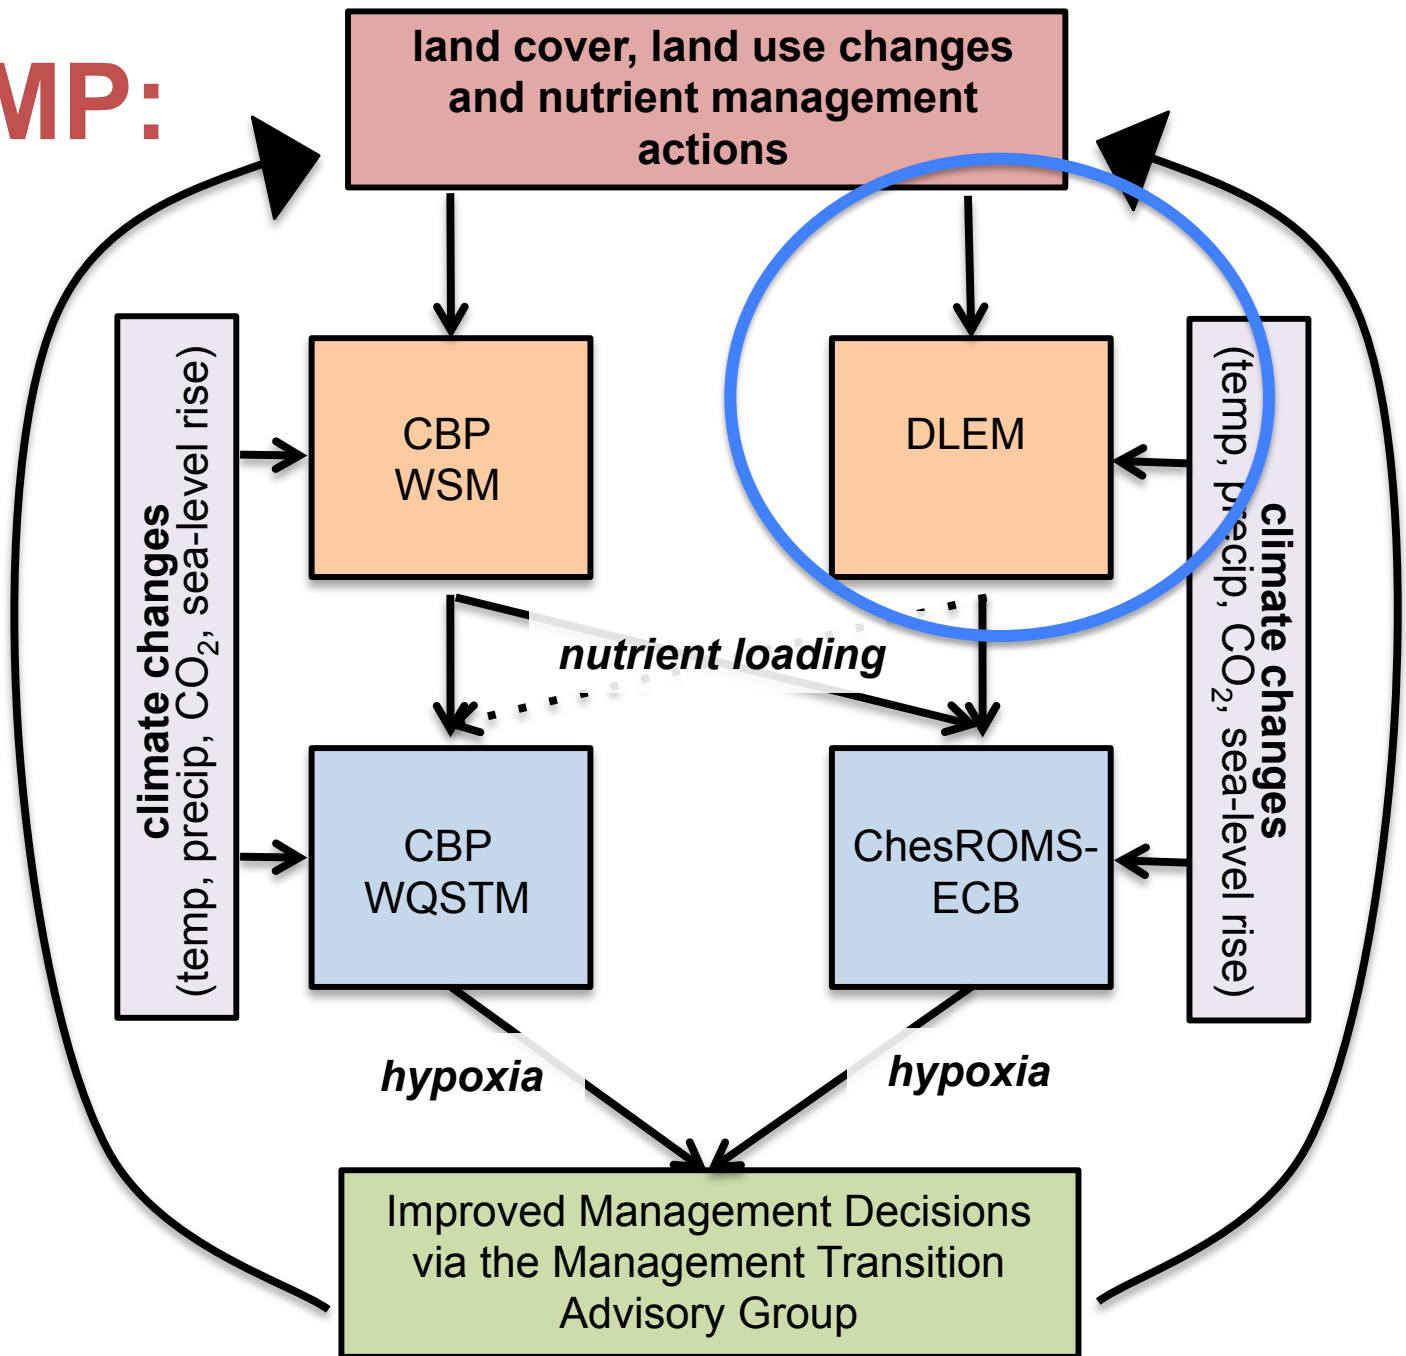 MP:
land cover, land use changes
and nutrient management
actions
climate changes
(temp, precip, CO₂, sea-level rise)
CBP
WSM
DLEM
climate changes
(temp, precip, CO₂, sea-level rise)
nutrient loading
CBP
WQSTM
ChesROMS-
ECB
hypoxia
hypoxia
Improved Management Decisions
via the Management Transition
Advisory Group